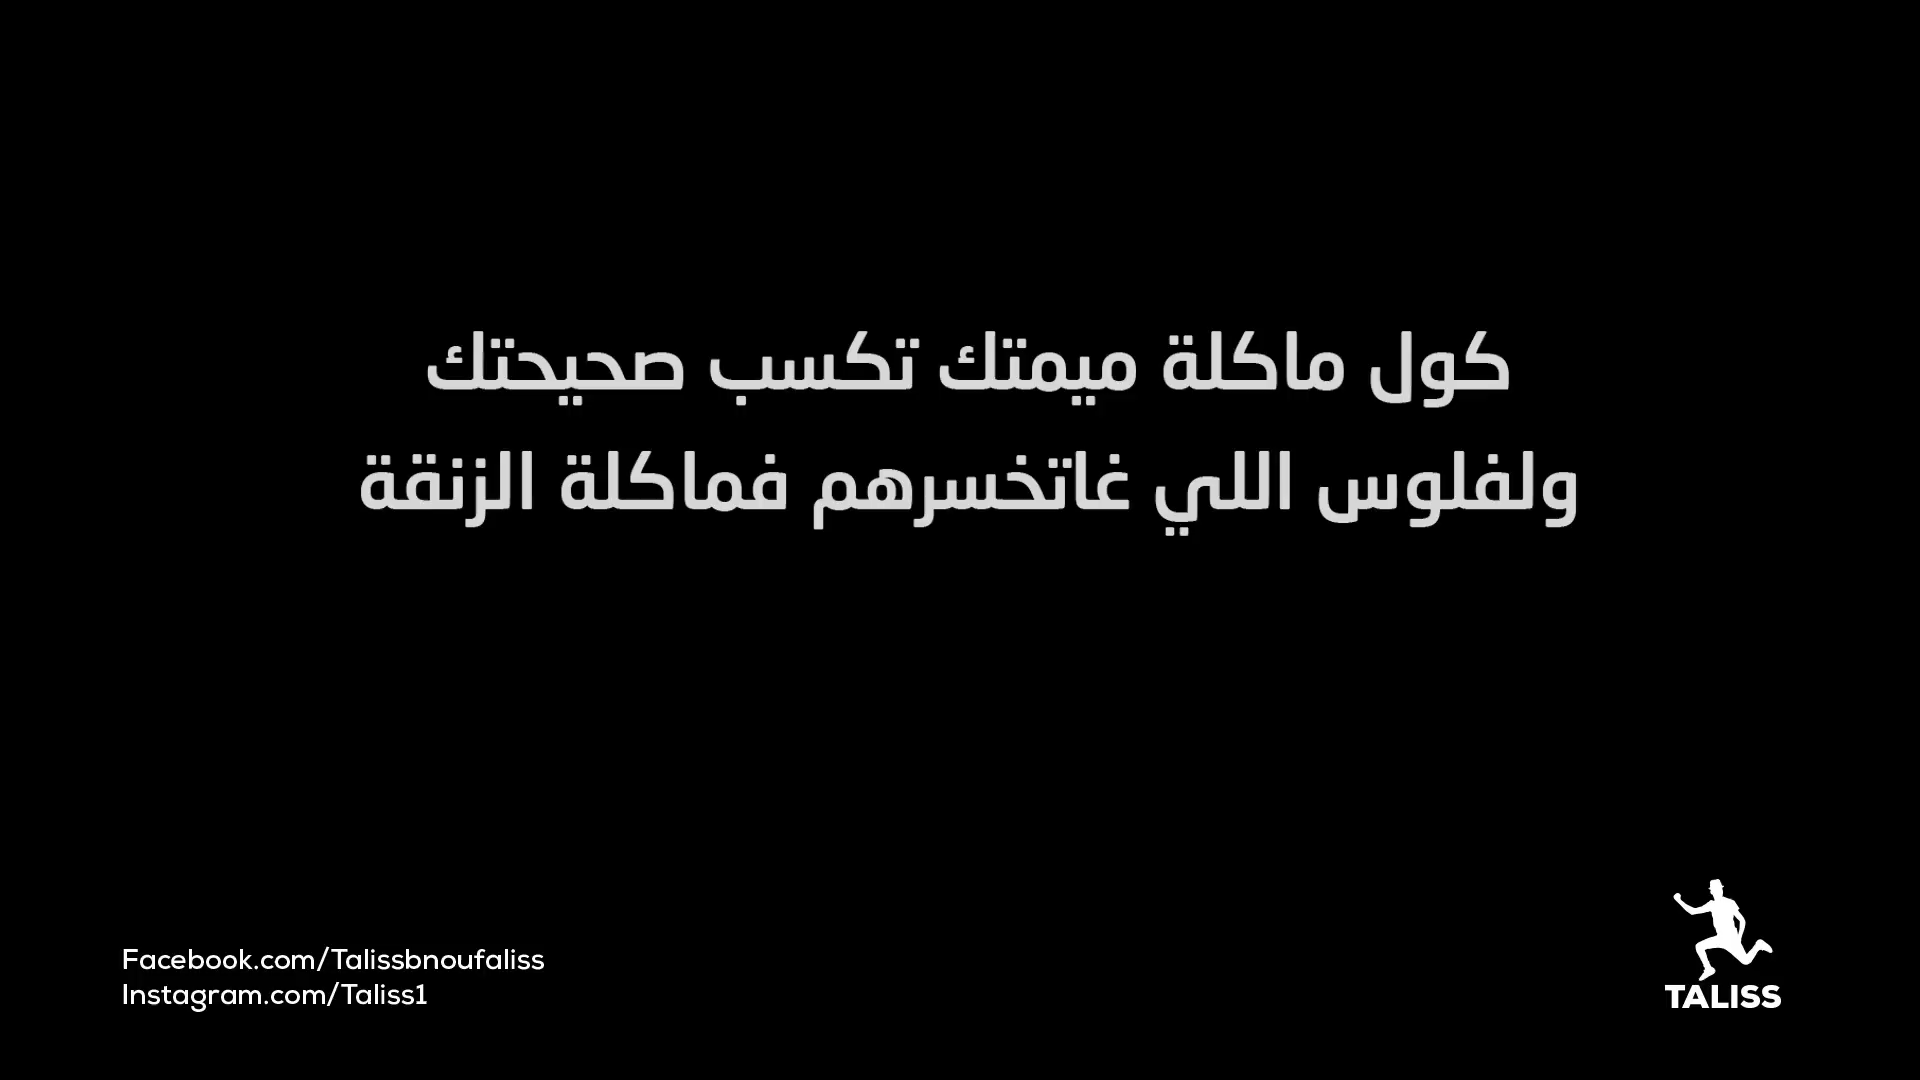 كول ماكلة ميمتك تكسب صحيحتك
ولفلوس اللي غاتخسرهم فماكلة الزنقة
Facebook.com/Talissbnoufaliss
Instagram.com/Taliss1
TALISS